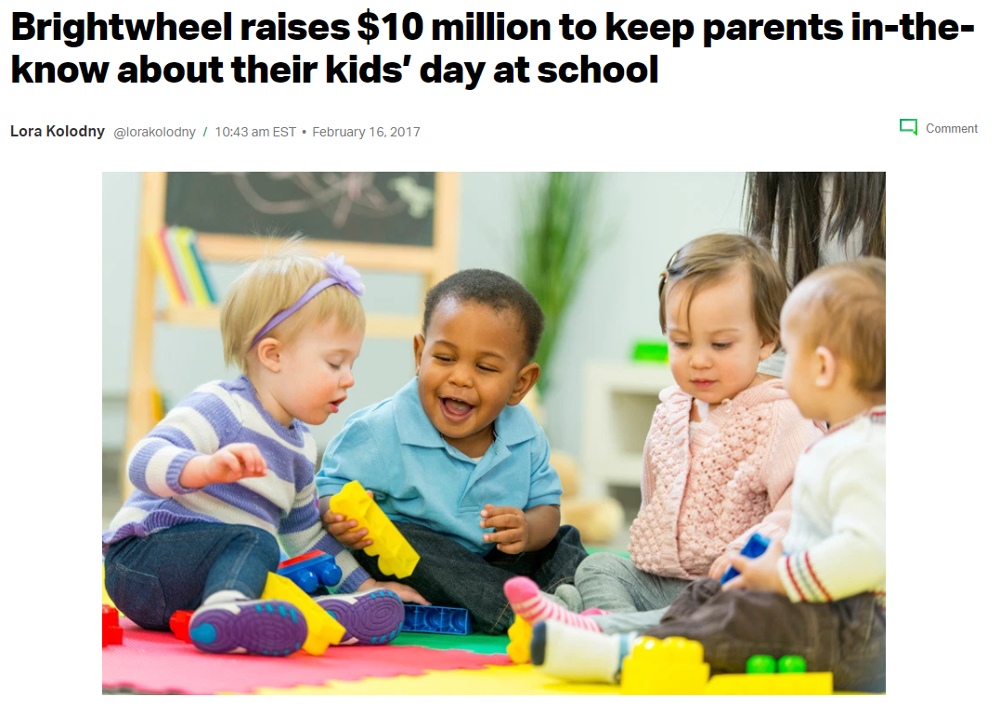 Brightwheel raises $10 million to keep parents in-the-
know about their kids’ day at school
Lora Kolodny @lorakolodny / 10:43 am EST • February 16, 2017
Comment